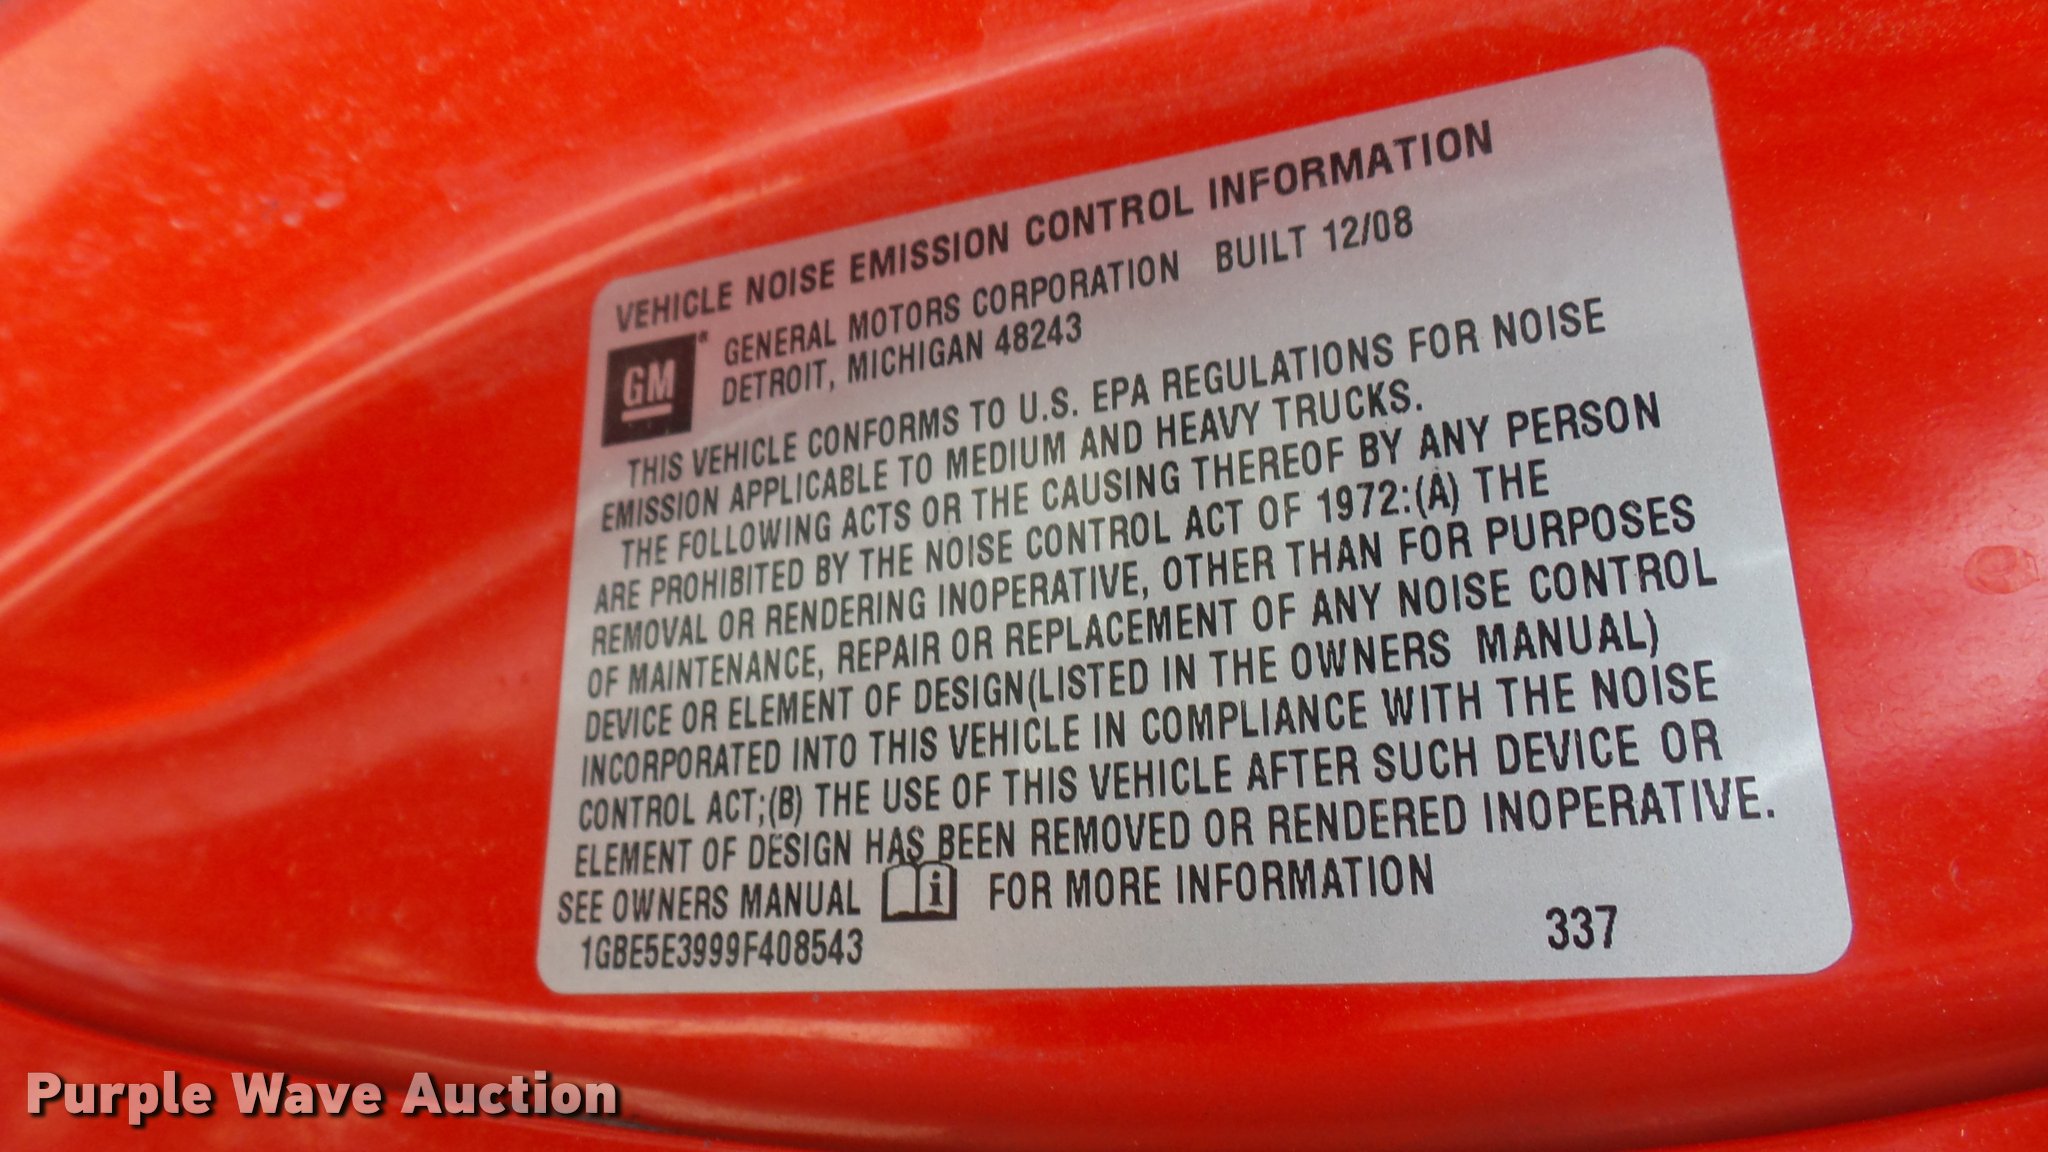 VEHICLE NOISE EMISSION CONTROL INFORMATION
GM* GENERAL MOTORS CORPORATION BUILT 12/08
DETROIT, MICHIGAN 48243
THIS VEHICLE CONFORMS TO U.S. EPA REGULATIONS FOR NOISE
EMISSION APPLICABLE TO MEDIUM AND HEAVY TRUCKS.
THE FOLLOWING ACTS OR THE CAUSING THEREOF BY ANY PERSON
ARE PROHIBITED BY THE NOISE CONTROL ACT OF 1972:(A) THE
REMOVAL OR RENDERING INOPERATIVE, OTHER THAN FOR PURPOSES
OF MAINTENANCE, REPAIR OR REPLACEMENT OF ANY NOISE CONTROL
DEVICE OR ELEMENT OF DESIGN(LISTED IN THE OWNERS MANUAL)
INCORPORATED INTO THIS VEHICLE IN COMPLIANCE WITH THE NOISE
CONTROL ACT;(B) THE USE OF THIS VEHICLE AFTER SUCH DEVICE OR
ELEMENT OF DESIGN HAS BEEN REMOVED OR RENDERED INOPERATIVE.
SEE OWNERS MANUAL i FOR MORE INFORMATION
1GBE5E3999F408543 337
Purple Wave Auction